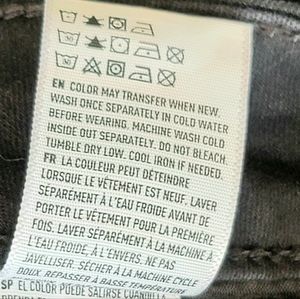 EN COLOR MAY TRANSFER WHEN NEW.
WASH ONCE SEPARATELY IN COLD WATER
BEFORE WEARING. MACHINE WASH COLD
INSIDE OUT SEPARATELY. DO NOT BLEACH.
TUMBLE DRY LOW. COOL IRON IF NEEDED.
FR LA COULEUR PEUT DÉTEINDRE
LORSQUE LE VÊTEMENT EST NEUF. LAVER
SÉPARÉMENT À L'EAU FROIDE AVANT DE
PORTER LE VÊTEMENT POUR LA PREMIÈRE
FOIS. LAVER SÉPARÉMENT À LA MACHINE À
L'EAU FROIDE, À L'ENVERS. NE PAS
JAVELLISER. SÉCHER À LA MACHINE CYCLE
DOUX. REPASSER À BASSE TEMPÉRATURE
SP EL COLOR PUEDE SALIRSE CUANDO LA